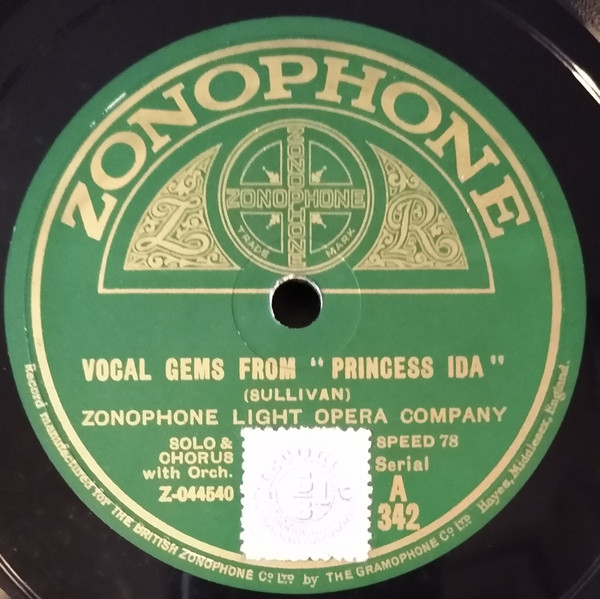 ZONOPHONE
ZONOPHONE
ZONOPHONE
TRADE MARK
Z R
VOCAL GEMS FROM "PRINCESS IDA"
(SULLIVAN)
ZONOPHONE LIGHT OPERA COMPANY
SOLO & CHORUS with Orch.
SPEED 78
Serial
Z-044540
A
342
Record manufactured for THE BRITISH ZONOPHONE Co LTD by THE GRAMOPHONE Co LTD Hayes, Middlesex, England.